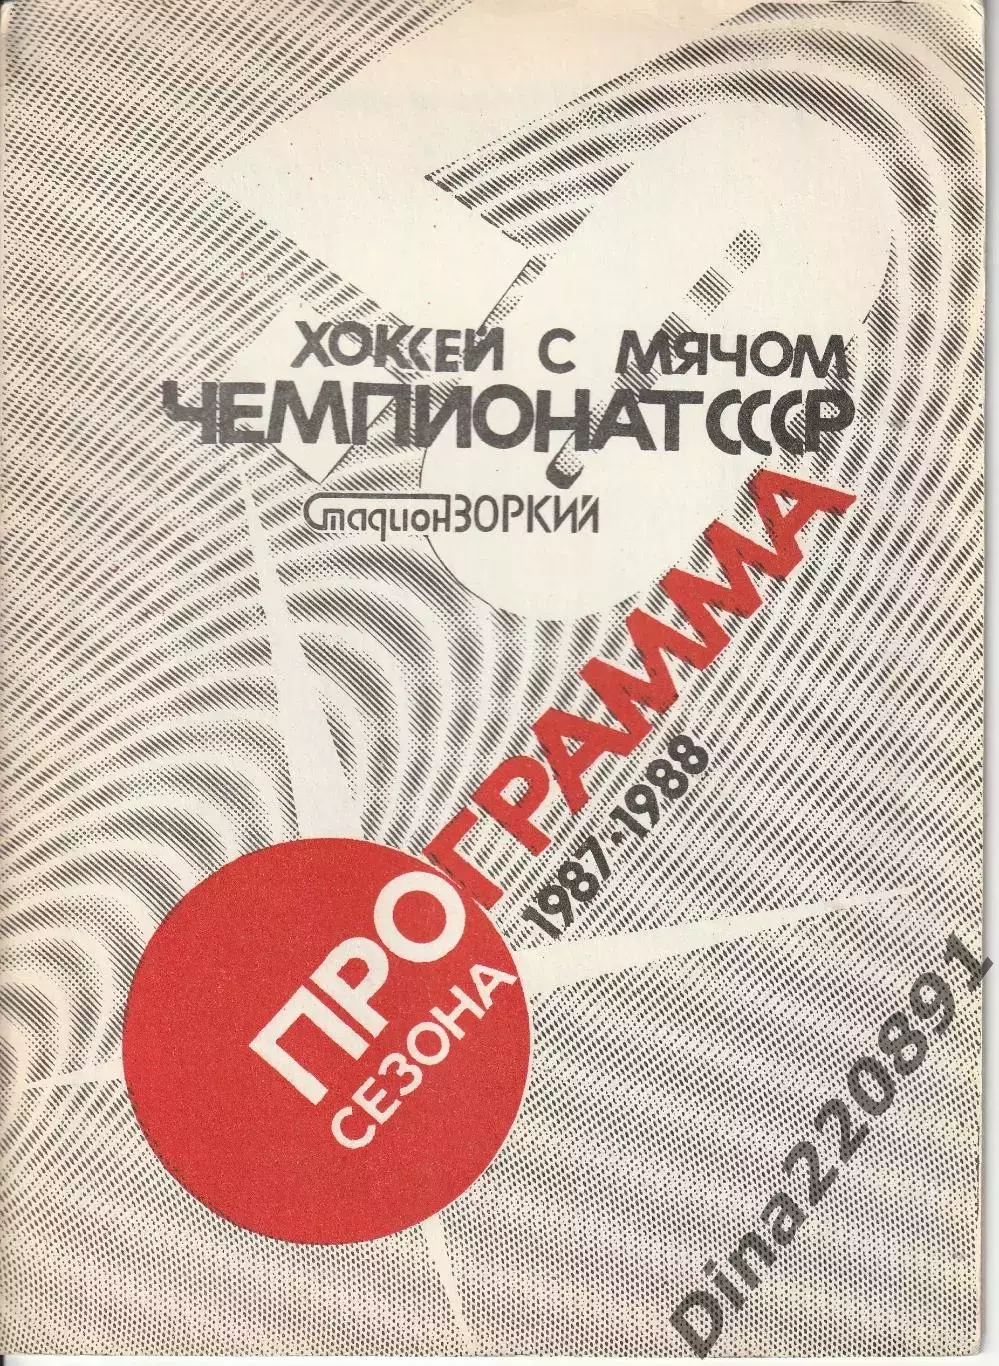 ХОККЕЙ С МЯЧОМ
ЧЕМПИОНАТ СССР
Стадион ЗОРКИЙ
ПРОГРАММА
СЕЗОНА
1987·1988
Dina220891